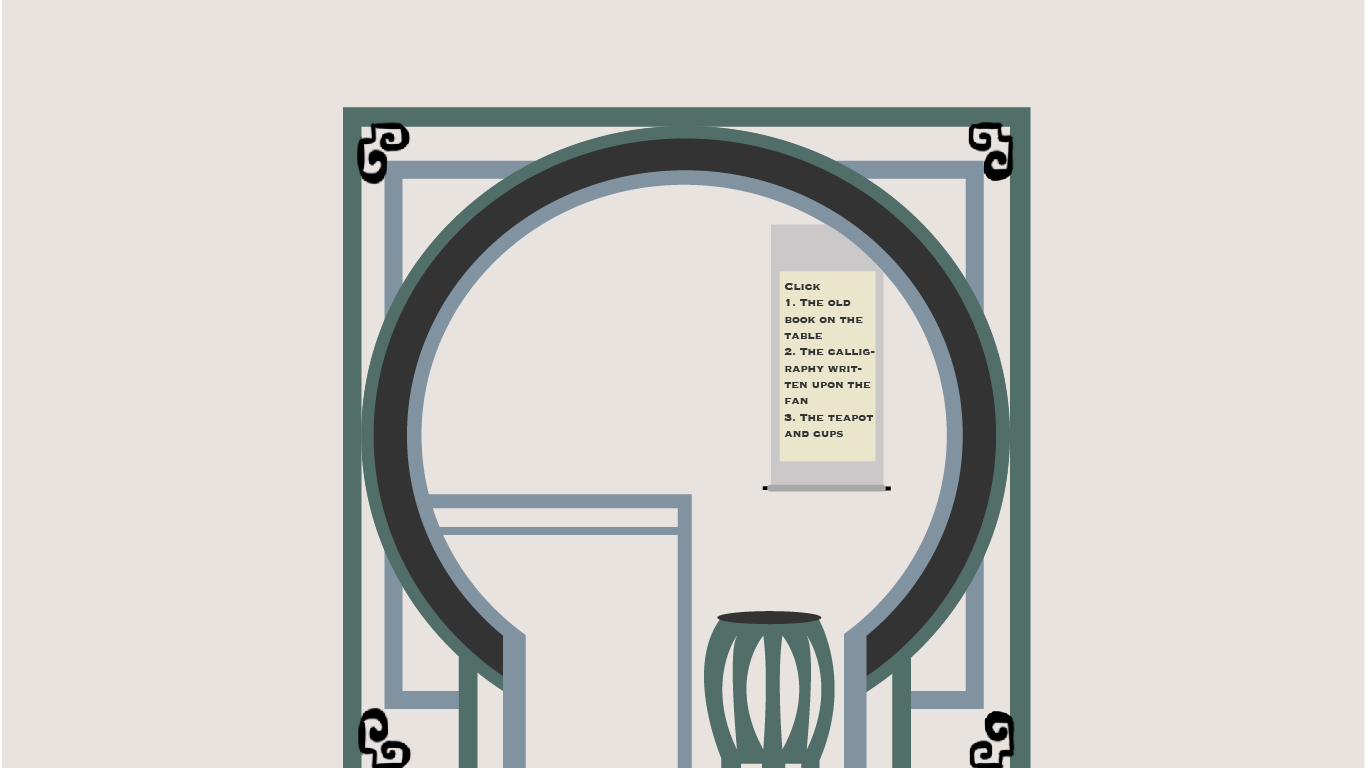 Click
1. The old
book on the
table
2. The callig-
raphy writ-
ten upon the
fan
3. The teapot
and cups